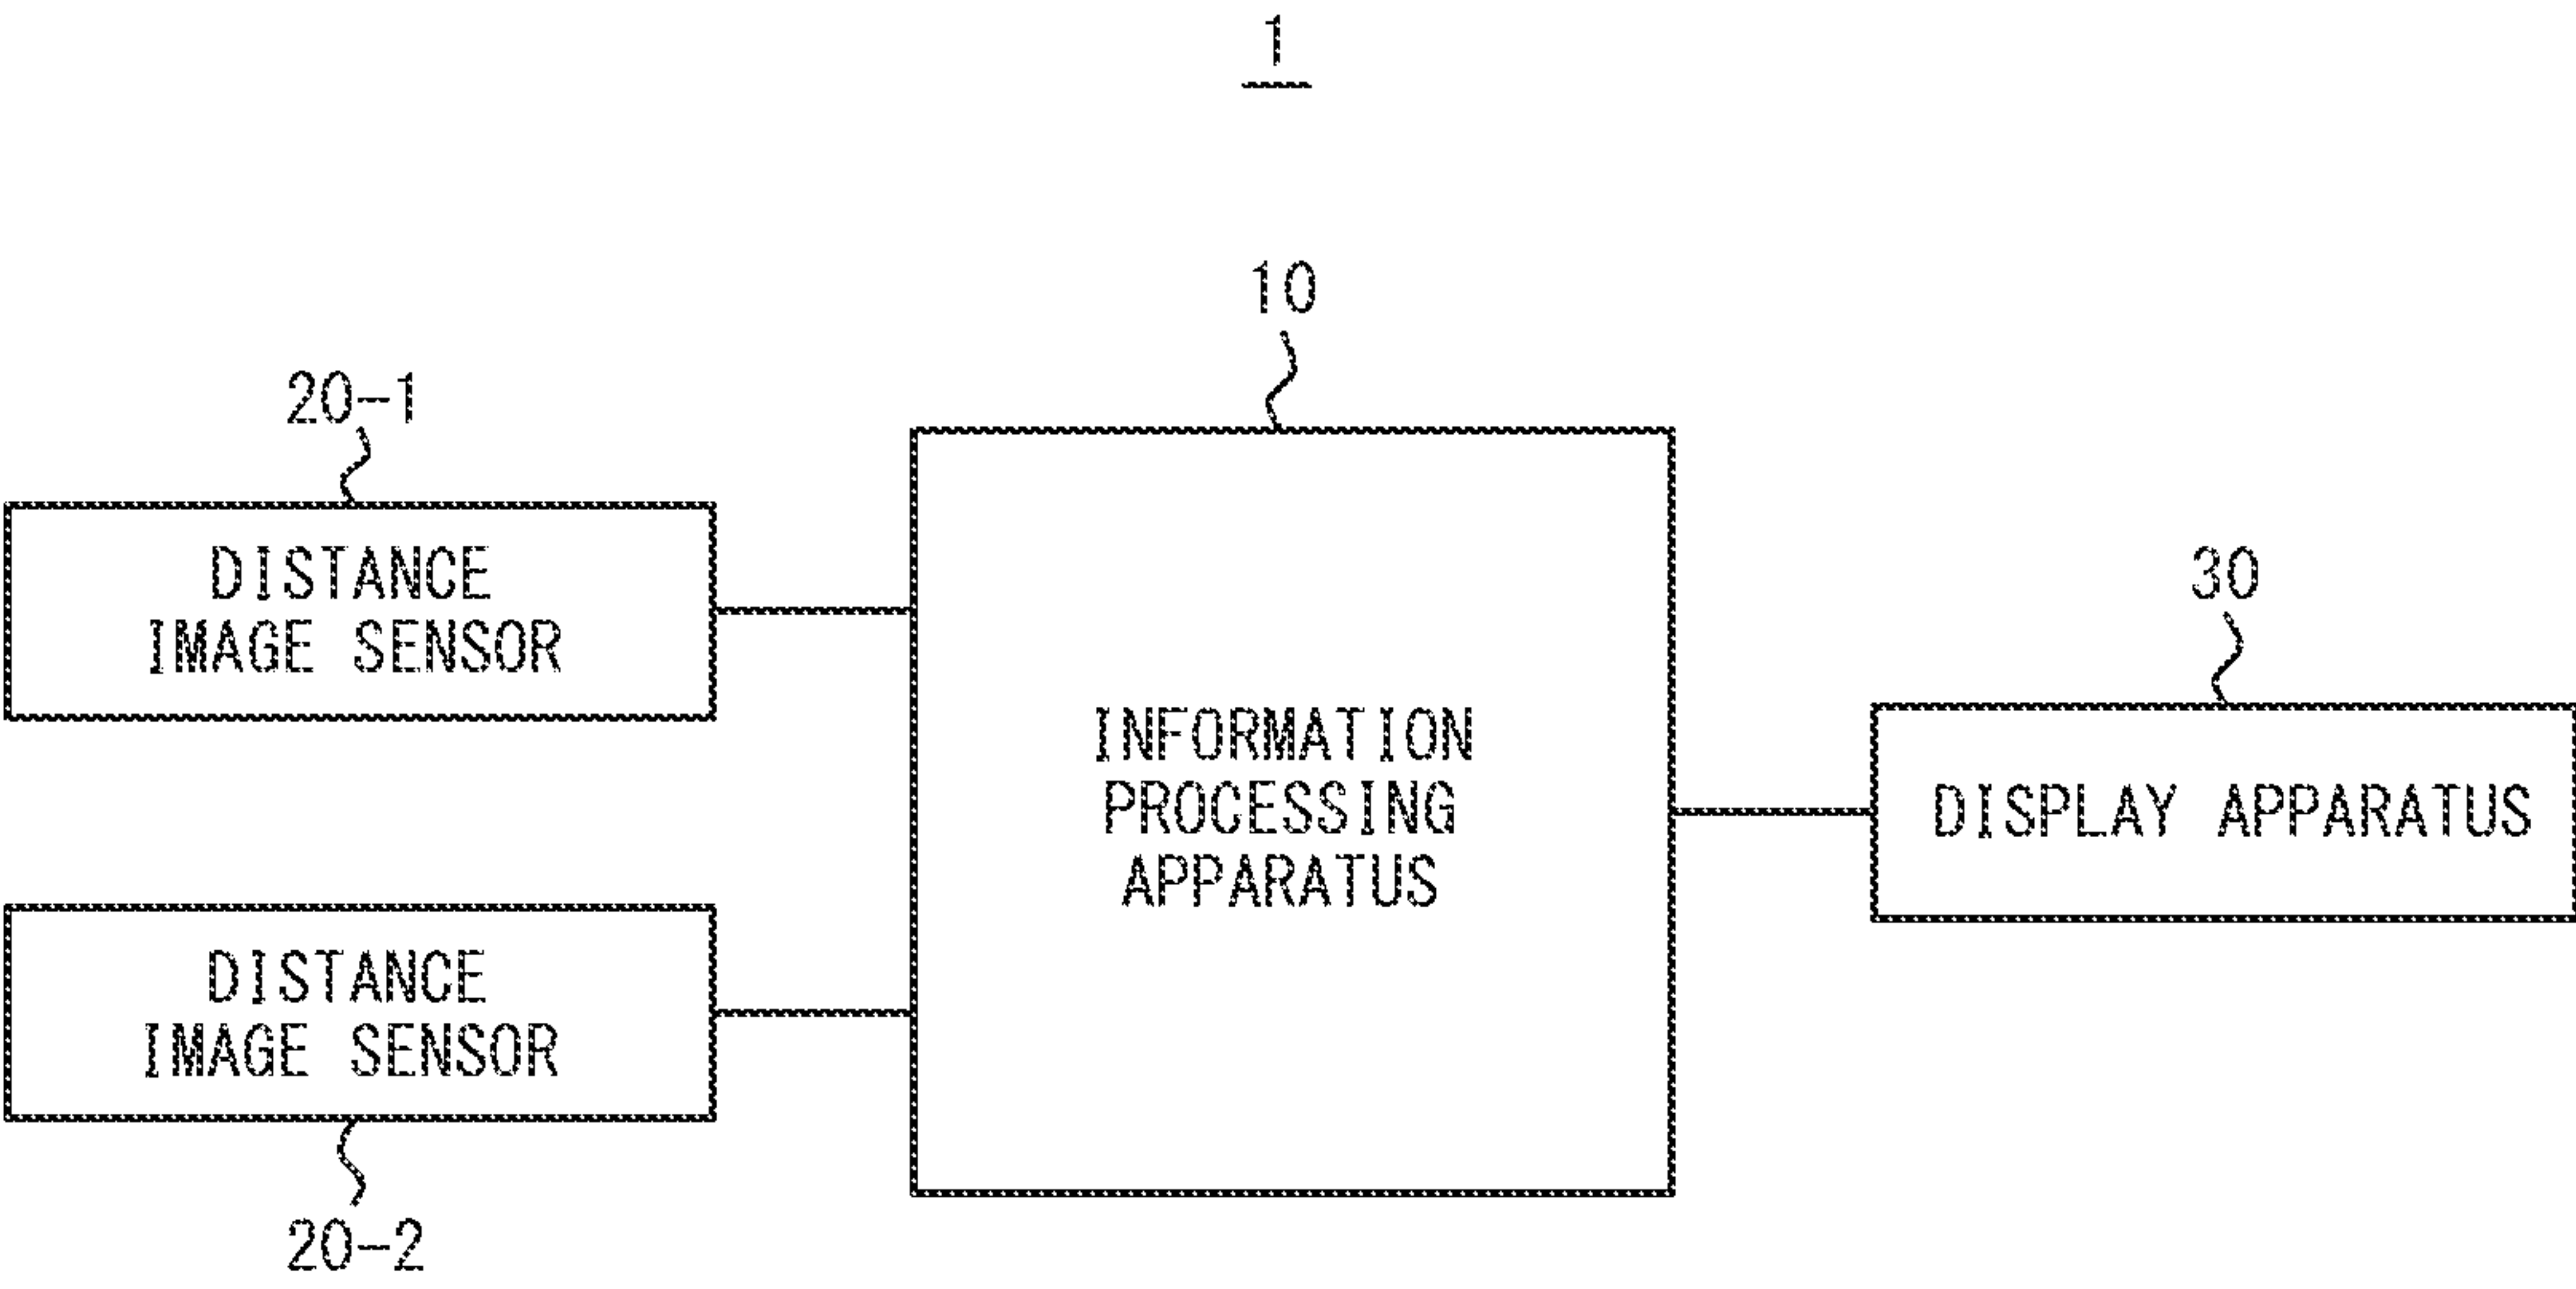 1
10
20-1
DISTANCE
IMAGE SENSOR
INFORMATION
PROCESSING
APPARATUS
30
DISPLAY APPARATUS
DISTANCE
IMAGE SENSOR
20-2